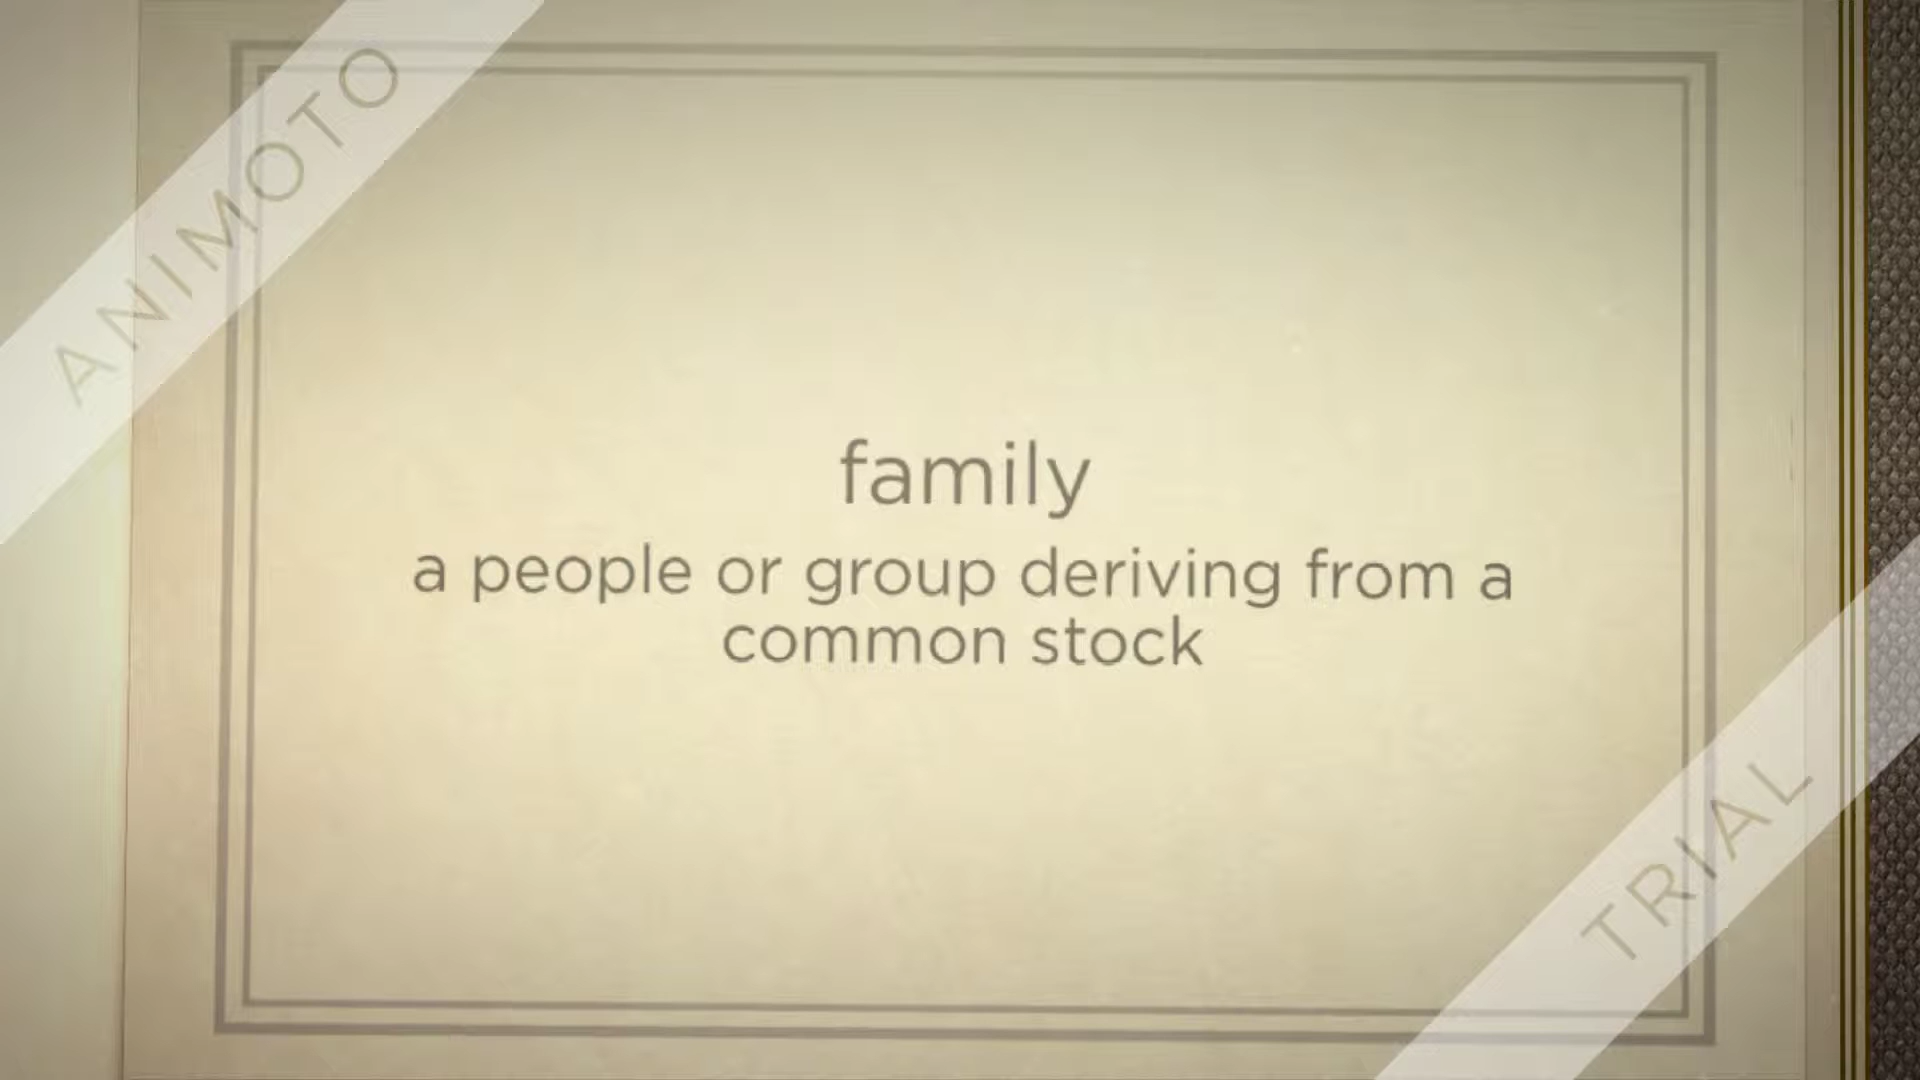 ANIMOTO
family
a people or group deriving from a
common stock
TRIAL